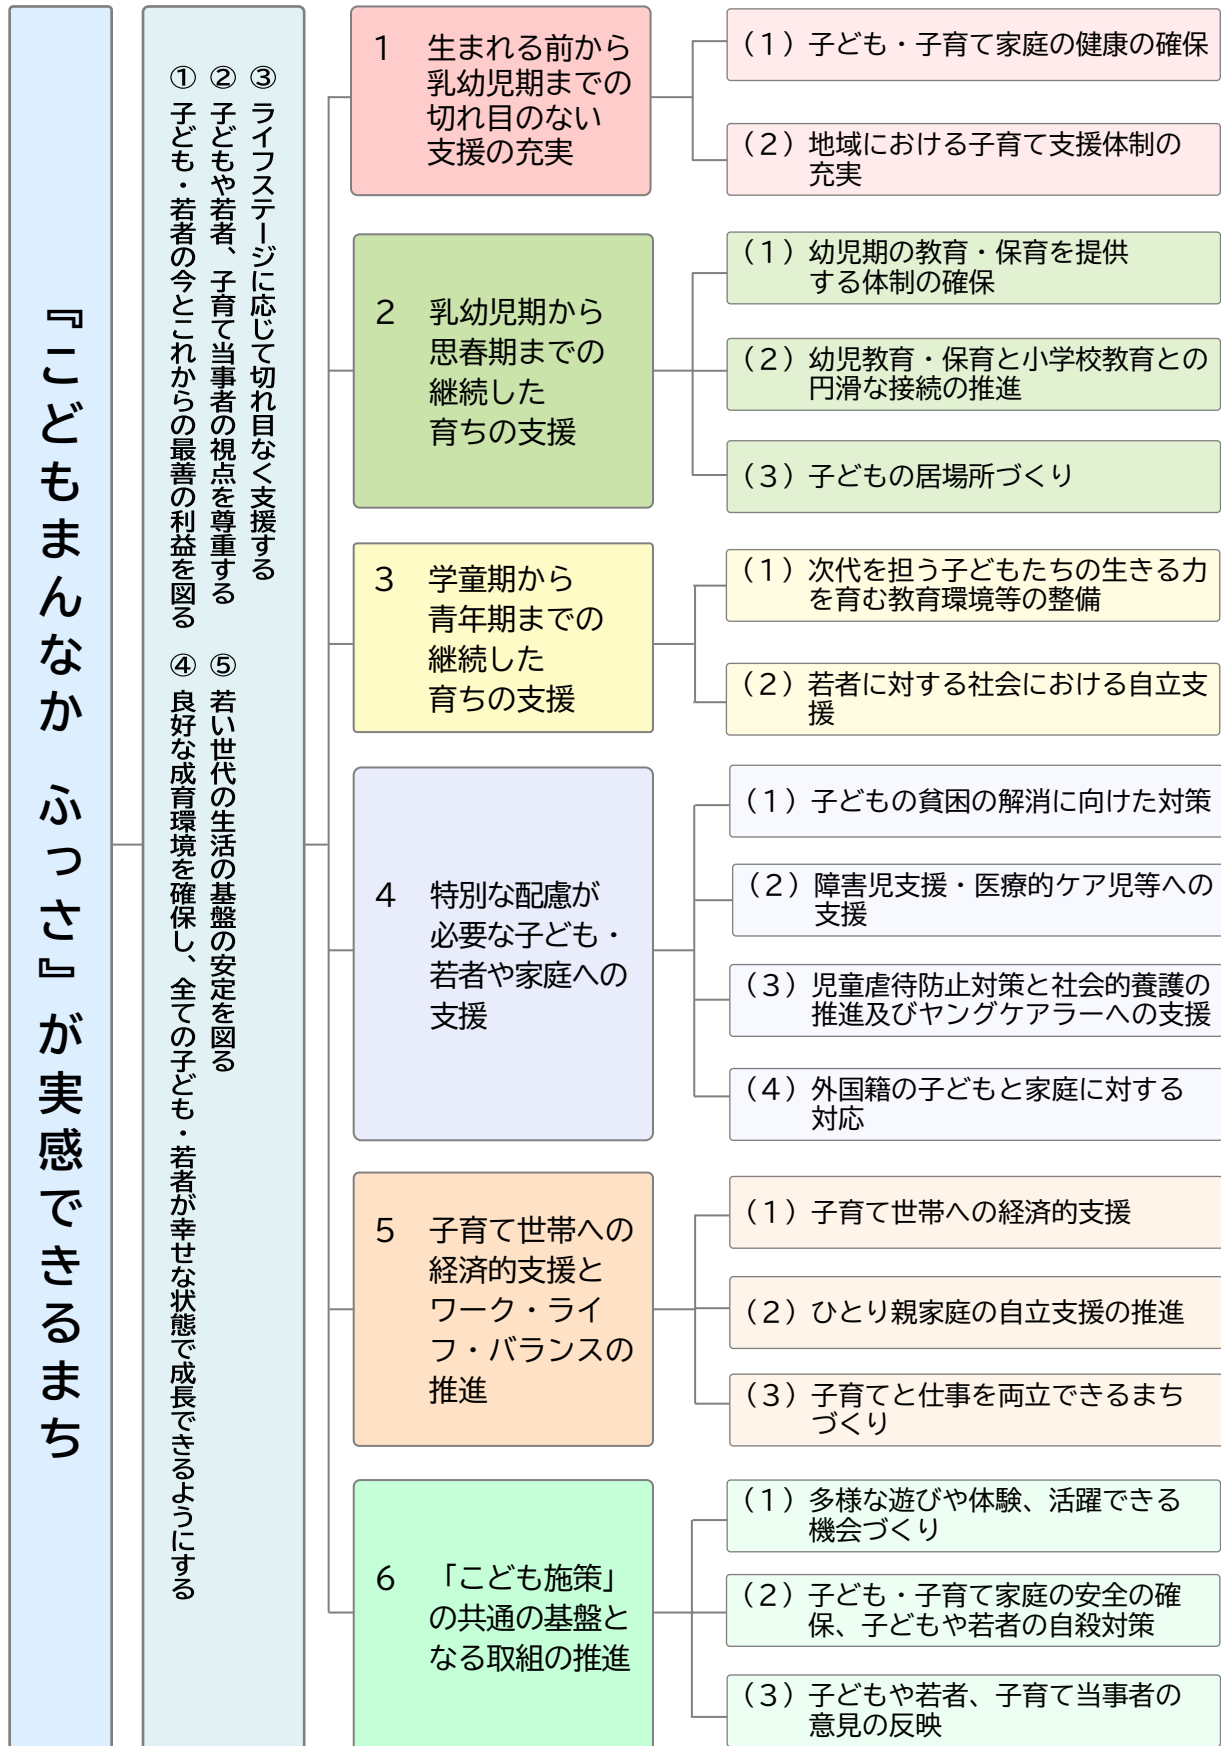 『こどもまんなか　ふっさ』が実感できるまち
① 子ども・若者の今とこれからの最善の利益を図る
② 子どもや若者、子育て当事者の視点を尊重する
③ ライフステージに応じて切れ目なく支援する
④ 良好な成育環境を確保し、全ての子ども・若者が幸せな状態で成長できるようにする
⑤ 若い世代の生活の基盤の安定を図る
1　生まれる前から
乳幼児期までの
切れ目のない
支援の充実
（１）子ども・子育て家庭の健康の確保
（２）地域における子育て支援体制の
充実
2　乳幼児期から
思春期までの
継続した
育ちの支援
（１）幼児期の教育・保育を提供
する体制の確保
（２）幼児教育・保育と小学校教育との
円滑な接続の推進
（３）子どもの居場所づくり
3　学童期から
青年期までの
継続した
育ちの支援
（１）次代を担う子どもたちの生きる力
を育む教育環境等の整備
（２）若者に対する社会における自立支
援
4　特別な配慮が
必要な子ども・
若者や家庭への
支援
（１）子どもの貧困の解消に向けた対策
（２）障害児支援・医療的ケア児等への
支援
（３）児童虐待防止対策と社会的養護の
推進及びヤングケアラーへの支援
（４）外国籍の子どもと家庭に対する
対応
5　子育て世帯への
経済的支援と
ワーク・ライ
フ・バランスの
推進
（１）子育て世帯への経済的支援
（２）ひとり親家庭の自立支援の推進
（３）子育てと仕事を両立できるまち
づくり
6　「こども施策」
の共通の基盤と
なる取組の推進
（１）多様な遊びや体験、活躍できる
機会づくり
（２）子ども・子育て家庭の安全の確
保、子どもや若者の自殺対策
（３）子どもや若者、子育て当事者の
意見の反映